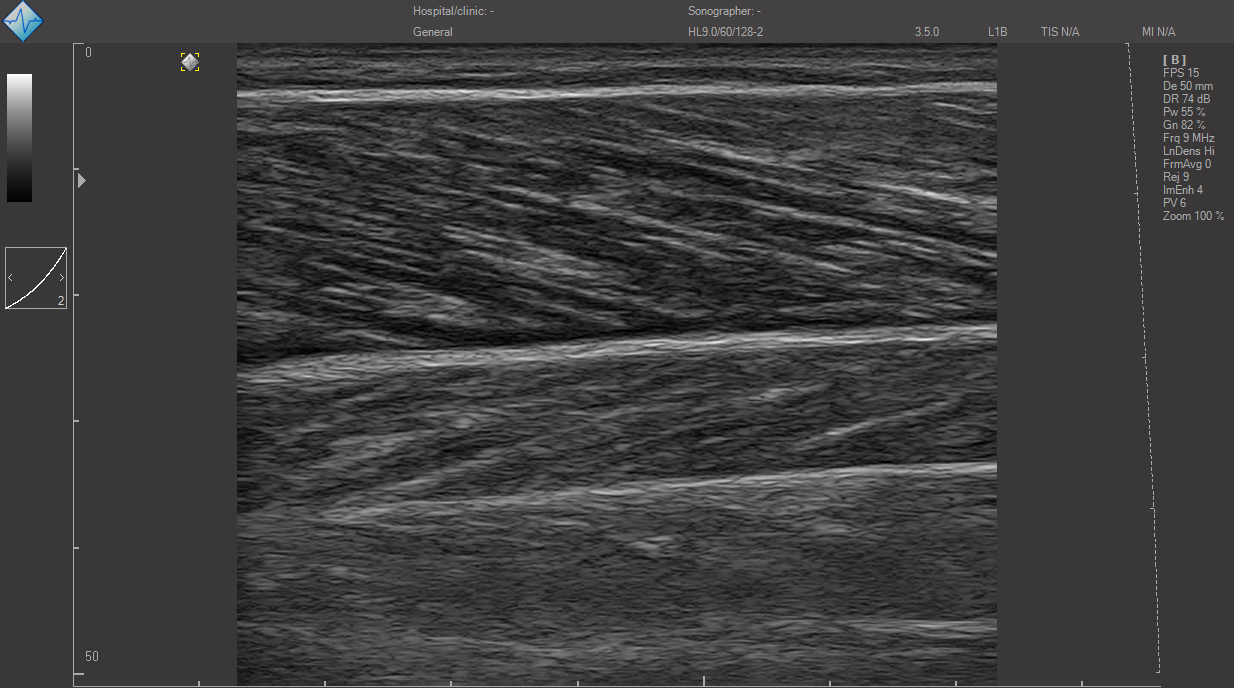 Hospital/clinic: -
Sonographer: -
General
HL9.0/60/128-2
3.5.0
L1B
TIS N/A
MI N/A
0
[ B ]
FPS 15
De 50 mm
DR 74 dB
Pw 55 %
Gn 82 %
Frq 9 MHz
LnDens Hi
FrmAvg 0
Rej 9
ImEnh 4
PV 6
Zoom 100 %
2
50